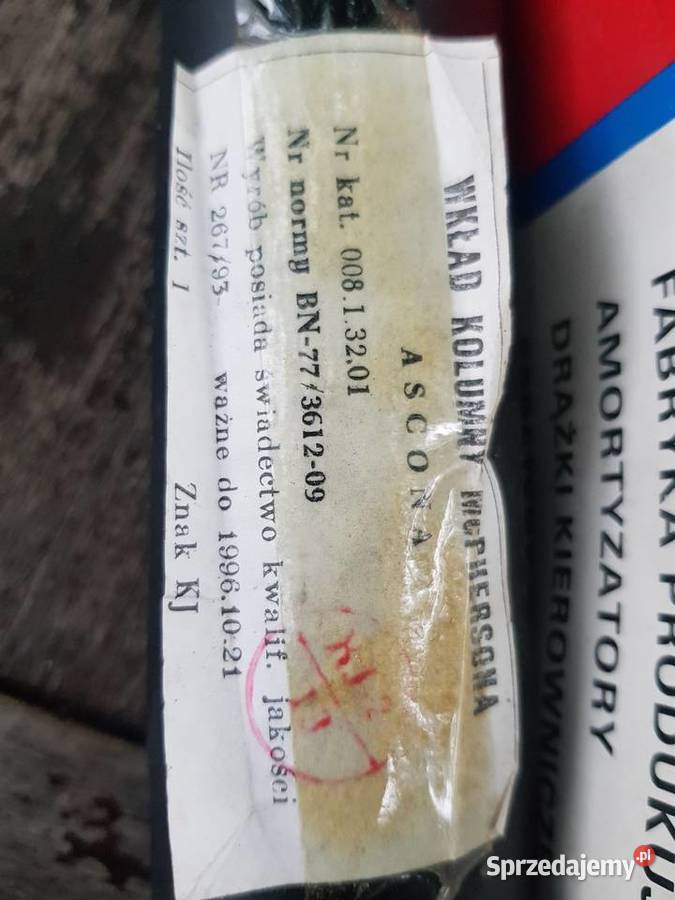 WKŁAD KOLUMNY McPHERSONA
ASCONA
Nr kat. 008.1.32.01
Nr normy BN-77/3612-09
Wyrób posiada świadectwo kwalif. jakości
NR 267/93 ważne do 1996.10.21
Ilość szt. 1 Znak KJ
FABRYKA PRODUKUJ
AMORTYZATORY
DRĄŻKI KIEROWNICZ
Sprzedajemy.pl